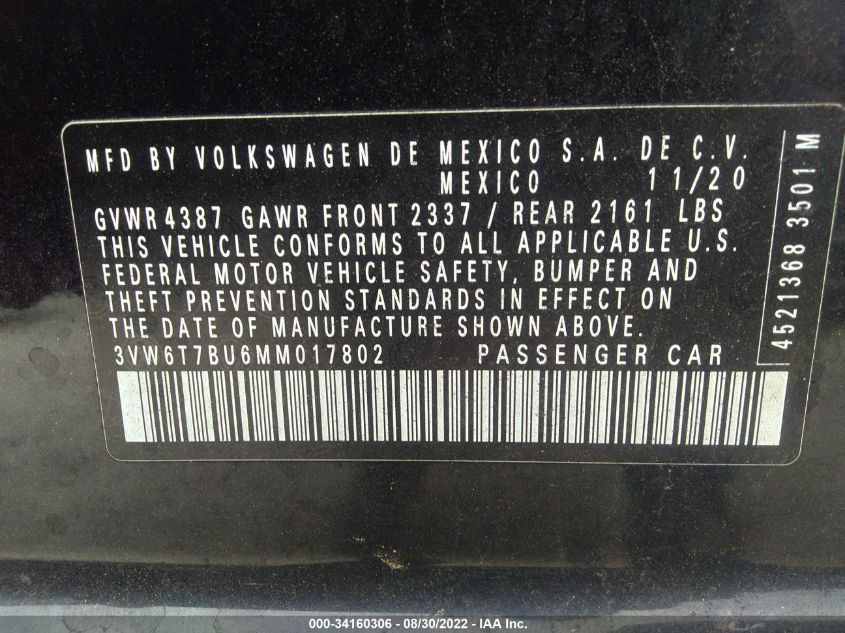 MFD BY VOLKSWAGEN DE MEXICO S.A. DE C.V.
MEXICO 11/20
GVWR 4387 GAWR FRONT 2337 / REAR 2161 LBS
THIS VEHICLE CONFORMS TO ALL APPLICABLE U.S.
FEDERAL MOTOR VEHICLE SAFETY, BUMPER AND
THEFT PREVENTION STANDARDS IN EFFECT ON
THE DATE OF MANUFACTURE SHOWN ABOVE.
3VW6T7BU6MM017802 PASSENGER CAR
4521368 3501 M
000-34160306 - 08/30/2022 - IAA Inc.